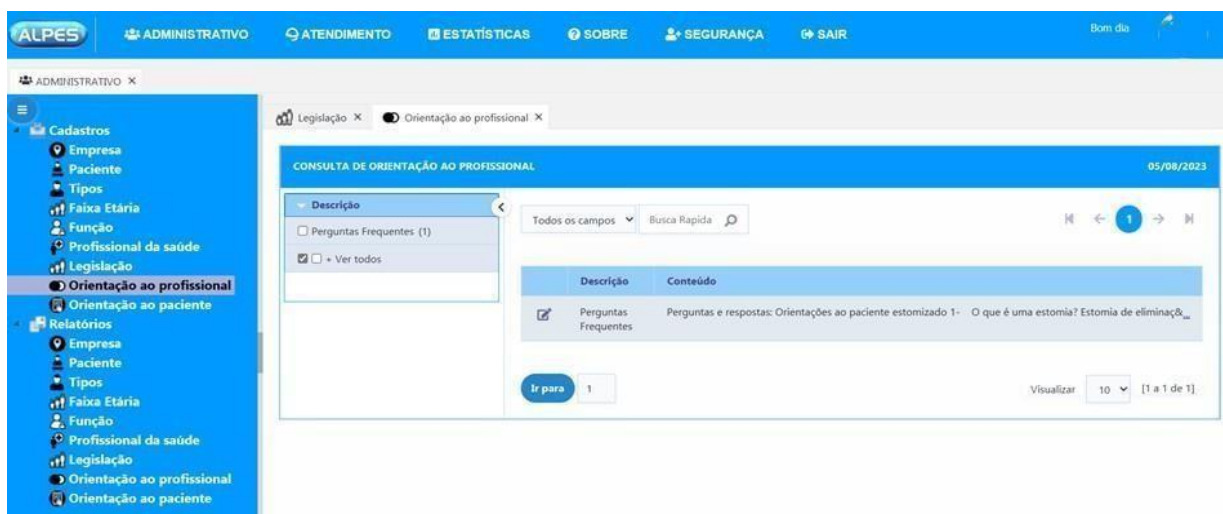 ALPES ADMINISTRATIVO ATENDIMENTO ESTATÍSTICAS SOBRE SEGURANÇA SAIR Bom dia
ADMINISTRATIVO ×
Legislação × Orientação ao profissional ×
Cadastros
Empresa
Paciente
Tipos
Faixa Etária
Função
Profissional da saúde
Legislação
Orientação ao profissional
Orientação ao paciente
Relatórios
Empresa
Paciente
Tipos
Faixa Etária
Função
Profissional da saúde
Legislação
Orientação ao profissional
Orientação ao paciente
CONSULTA DE ORIENTAÇÃO AO PROFISSIONAL 05/08/2023
Descrição
Perguntas Frequentes (1)
+ Ver todos
Todos os campos Busca Rapida 1
Descrição Conteúdo
Perguntas Frequentes Perguntas e respostas: Orientações ao paciente estomizado 1- O que é uma estomia? Estomia de eliminaç&...
Ir para 1 Visualizar 10 [1 a 1 de 1]